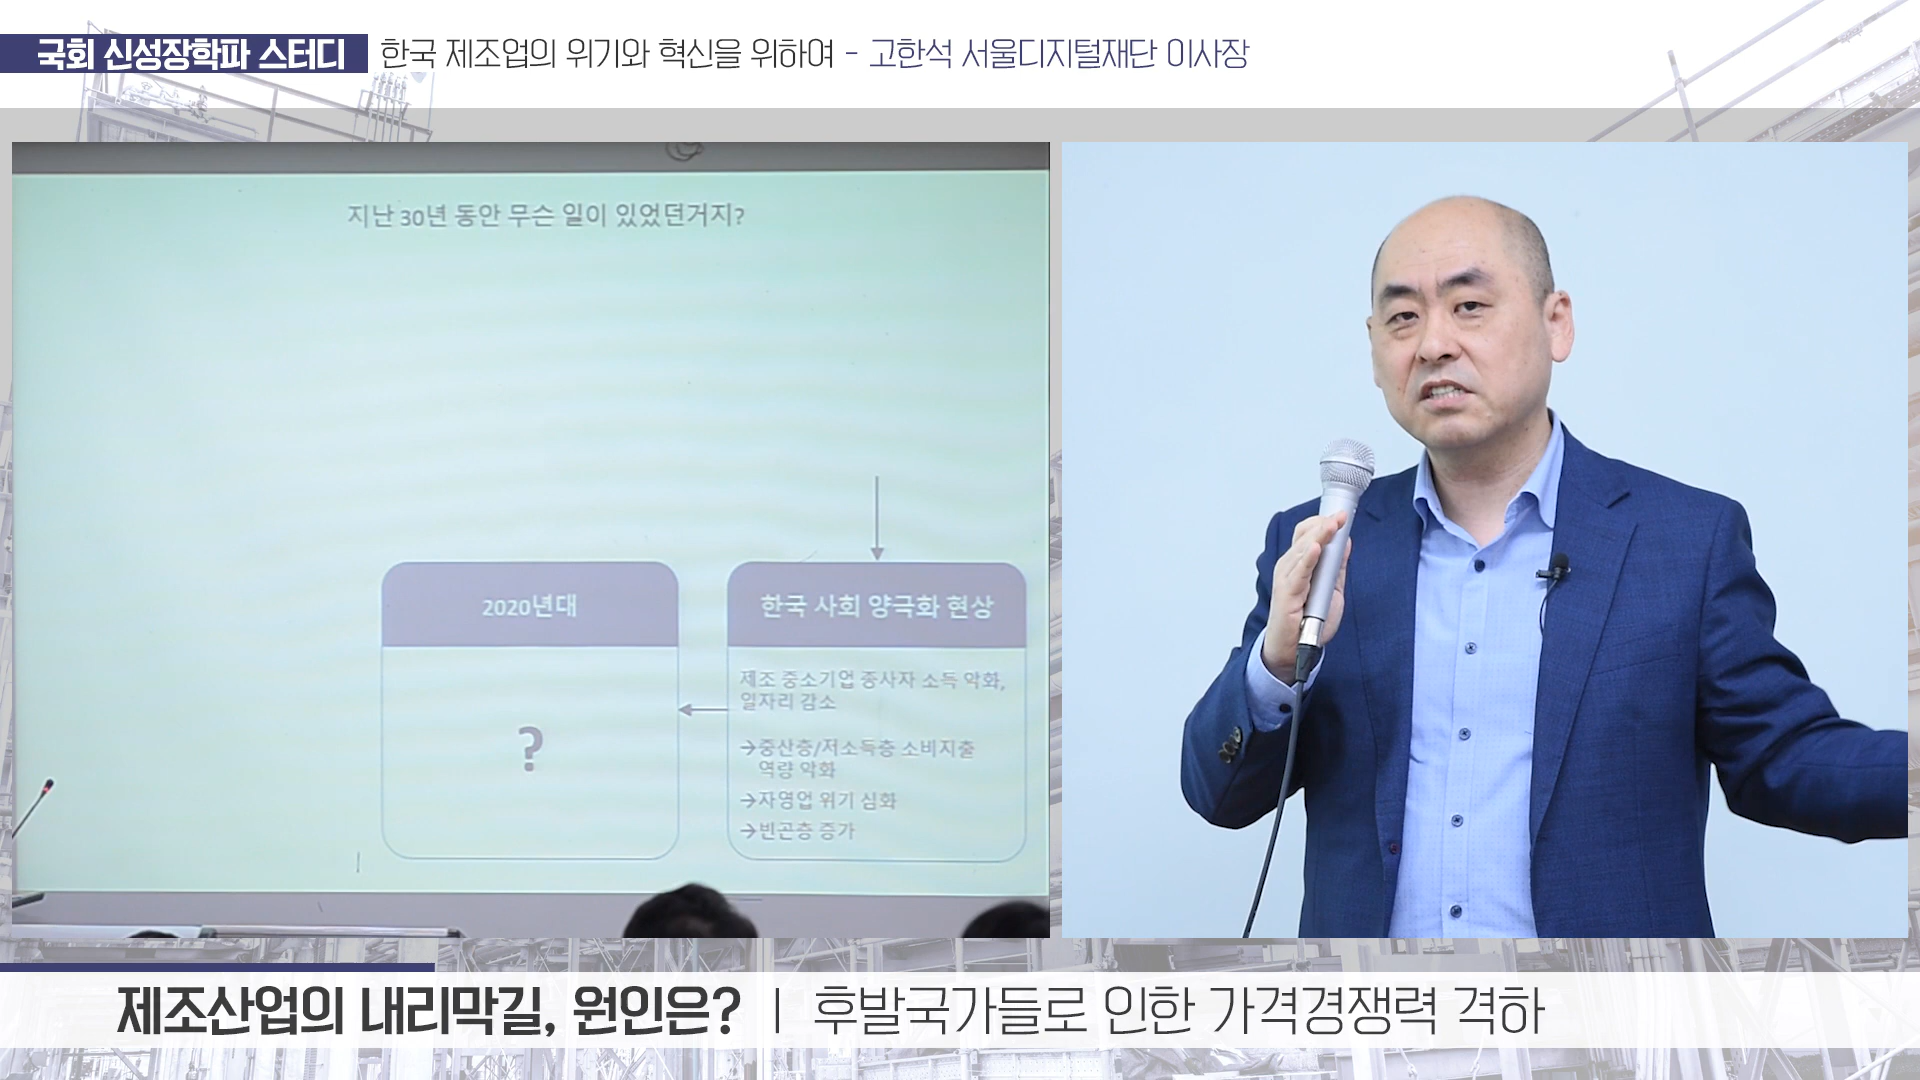 국회 신성장학파 스터디 한국 제조업의 위기와 혁신을 위하여 - 고한석 서울디지털재단 이사장
지난 30년 동안 무슨 일이 있었던거지?
2020년대
?
한국 사회 양극화 현상
제조 중소기업 종사자 소득 악화,
일자리 감소
→중산층/저소득층 소비지출
역량 악화
→자영업 위기 심화
→빈곤층 증가
제조산업의 내리막길, 원인은? | 후발국가들로 인한 가격경쟁력 격하